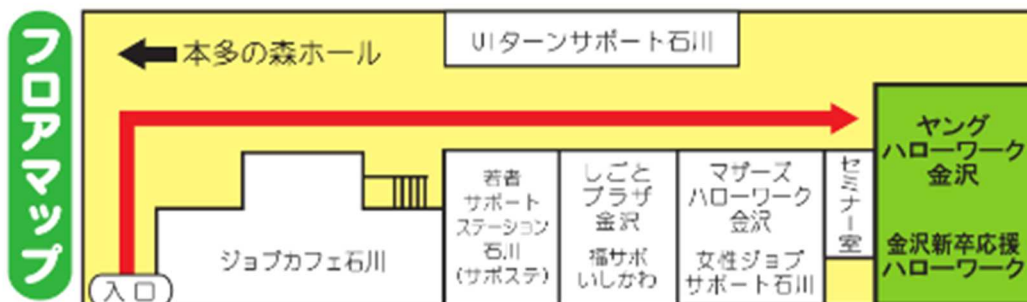 フロアマップ
本多の森ホール
UIターンサポート石川
ヤング
ハローワーク
金沢
金沢新卒応援
ハローワーク
セミナー室
マザーズ
ハローワーク
金沢
女性ジョブ
サポート石川
しごと
プラザ
金沢
福サポ
いしかわ
若者
サポート
ステーション
石川
(サポステ)
ジョブカフェ石川
入口